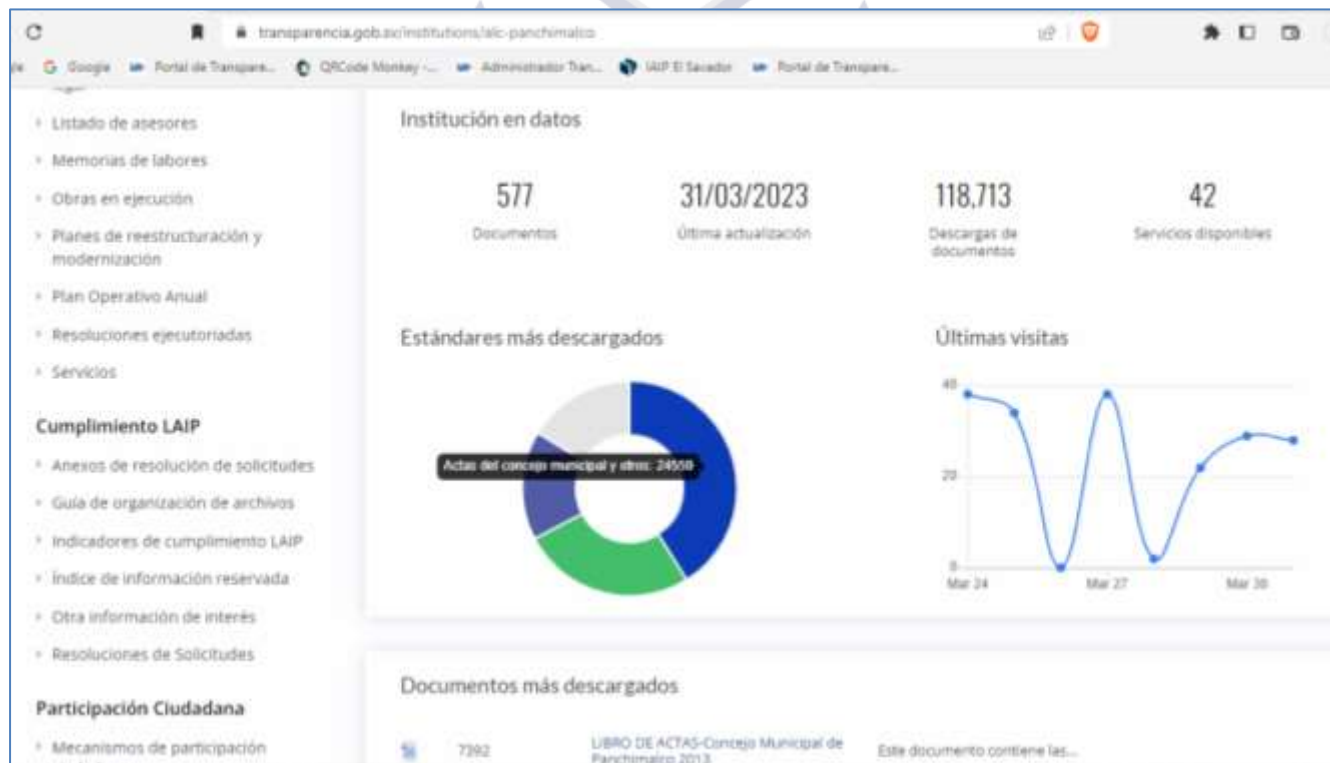 transparencia.gob.sv/institutions/alc-panchimalco
Google
Portal de Transpare...
QRCode Monkey -...
Administrador Tran...
IAIP El Savador
Portal de Transpare...
Listado de asesores
Memorias de labores
Obras en ejecución
Planes de reestructuración y
modernización
Plan Operativo Anual
Resoluciones ejecutoriadas
Servicios
Cumplimiento LAIP
Anexos de resolución de solicitudes
Guía de organización de archivos
Indicadores de cumplimiento LAIP
Índice de información reservada
Otra información de interés
Resoluciones de Solicitudes
Participación Ciudadana
Mecanismos de participación
Institución en datos
577
Documentos
31/03/2023
Última actualización
118,713
Descargas de
documentos
42
Servicios disponibles
Estándares más descargados
Actas del concejo municipal y otros: 24550
Últimas visitas
40
20
0
Mar 24
Mar 27
Mar 30
Documentos más descargados
7392
LIBRO DE ACTAS-Concejo Municipal de
Panchimalco 2013
Este documento contiene las...